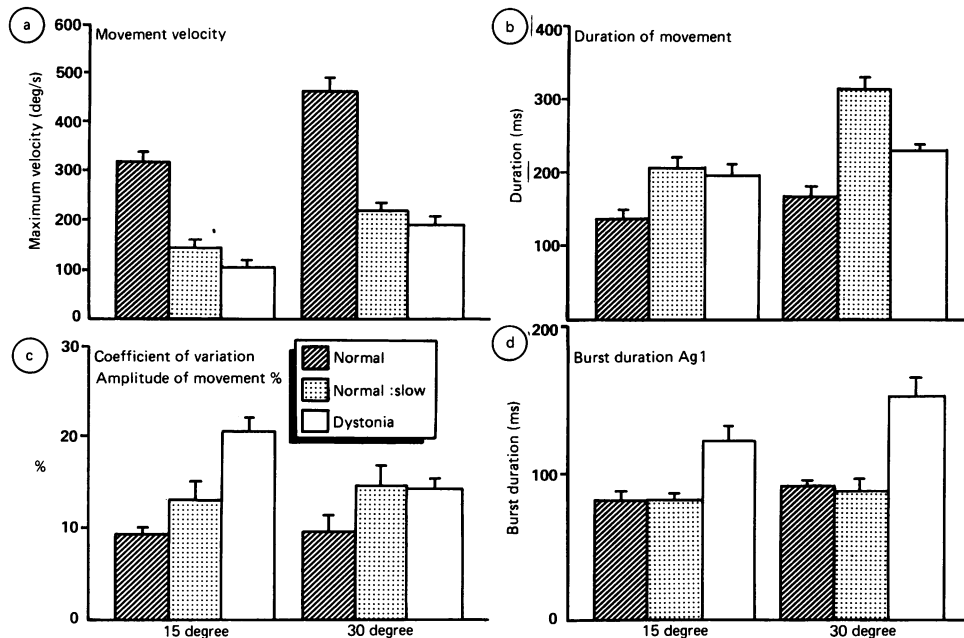 a
Movement velocity
Maximum velocity (deg/s)
600
500
400
300
200
100
0
b
Duration of movement
Duration (ms)
400
300
200
100
c
Coefficient of variation
Amplitude of movement %
%
30
20
10
0
15 degree
30 degree
Normal
Normal :slow
Dystonia
d
Burst duration Ag1
Burst duration (ms)
200
100
0
15 degree
30 degree